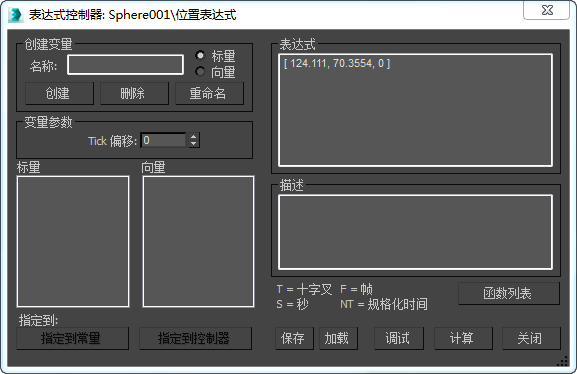 表达式控制器: Sphere001\位置表达式
创建变量
名称:
标量
向量
创建
删除
重命名
变量参数
Tick 偏移: 0
标量
向量
指定到:
指定到常量
指定到控制器
表达式
[ 124.111, 70.3554, 0 ]
描述
T = 十字叉 F = 帧
S = 秒 NT = 规格化时间
函数列表
保存
加载
调试
计算
关闭